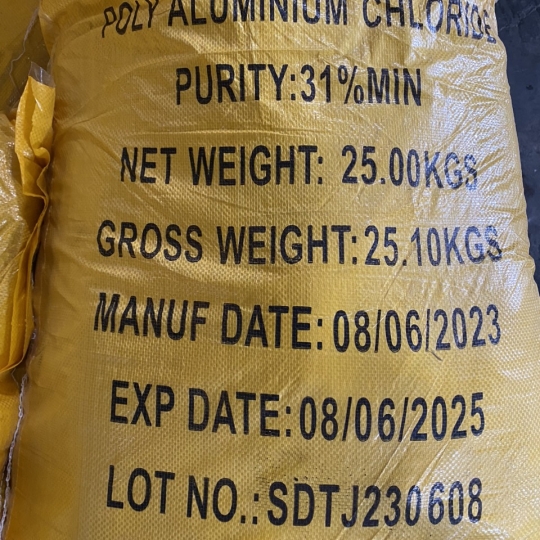 POLY ALUMINIUM CHLORIDE
PURITY:31%MIN
NET WEIGHT: 25.00KGS
GROSS WEIGHT:25.10KGS
MANUF DATE:08/06/2023
EXP DATE:08/06/2025
LOT NO.:SDTJ230608